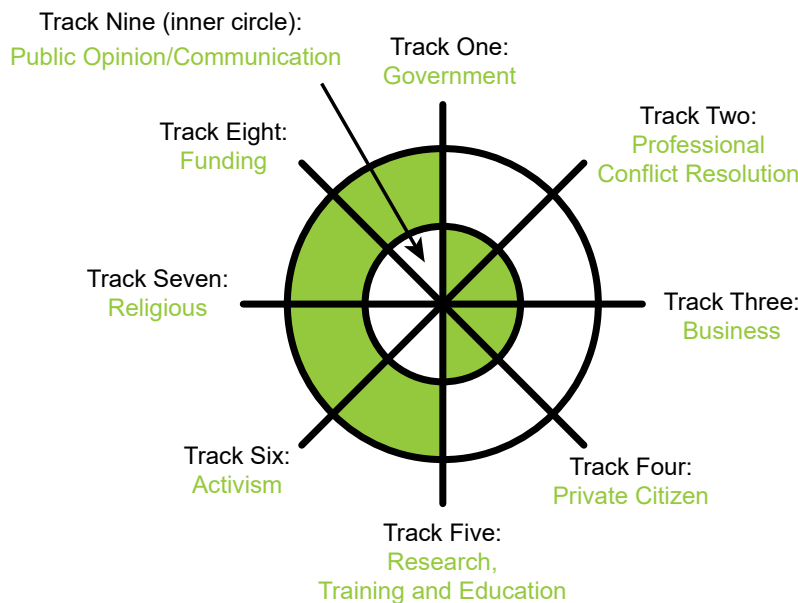 Track Nine (inner circle):
Public Opinion/Communication
Track One:
Government
Track Two:
Professional
Conflict Resolution
Track Three:
Business
Track Four:
Private Citizen
Track Five:
Research,
Training and Education
Track Six:
Activism
Track Seven:
Religious
Track Eight:
Funding